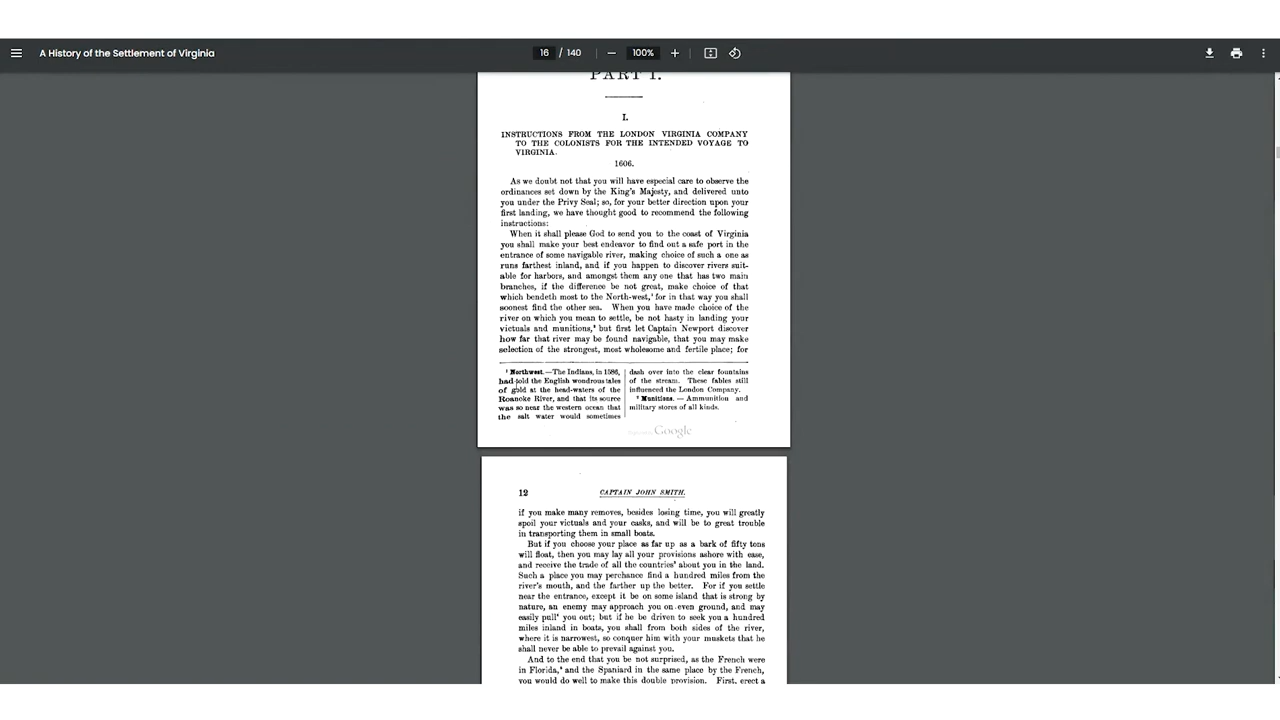 A History of the Settlement of Virginia
16 / 140
100%
PART I.
I.
INSTRUCTIONS FROM THE LONDON VIRGINIA COMPANY
TO THE COLONISTS FOR THE INTENDED VOYAGE TO
VIRGINIA.
1606.
As we doubt not that you will have especial care to observe the
ordinances set down by the King's Majesty, and delivered unto
you under the Privy Seal; so, for your better direction upon your
first landing, we have thought good to recommend the following
instructions:
When it shall please God to send you to the coast of Virginia
you shall make your best endeavor to find out a safe port in the
entrance of some navigable river, making choice of such a one as
runs farthest inland, and if you happen to discover rivers suit-
able for harbors, and amongst them any one that has two main
branches, if the difference be not great, make choice of that
which bendeth most to the North-west,¹ for in that way you shall
soonest find the other sea. When you have made choice of the
river on which you mean to settle, be not hasty in landing your
victuals and munitions,² but first let Captain Newport discover
how far that river may be found navigable, that you may make
selection of the strongest, most wholesome and fertile place; for
¹ Northwest.—The Indians, in 1586,
had told the English wondrous tales
of gold at the head-waters of the
Roanoke River, and that its source
was so near the western ocean that
the salt water would sometimes
dash over into the clear fountains
of the stream. These fables still
influenced the London Company.
² Munitions. — Ammunition and
military stores of all kinds.
Google
12
CAPTAIN JOHN SMITH.
if you make many removes, besides losing time, you will greatly
spoil your victuals and your casks, and will be to great trouble
in transporting them in small boats.
But if you choose your place as far up as a bark of fifty tons
will float, then you may lay all your provisions ashore with ease,
and receive the trade of all the countries³ about you in the land.
Such a place you may perchance find a hundred miles from the
river's mouth, and the farther up the better. For if you settle
near the entrance, except it be on some island that is strong by
nature, an enemy may approach you on even ground, and may
easily pull⁴ you out; but if he be driven to seek you a hundred
miles inland in boats, you shall from both sides of the river,
where it is narrowest, so conquer him with your muskets that he
shall never be able to prevail against you.
And to the end that you be not surprised, as the French were
in Florida,⁵ and the Spaniard in the same place by the French,
you would do well to make this double provision. First, erect a